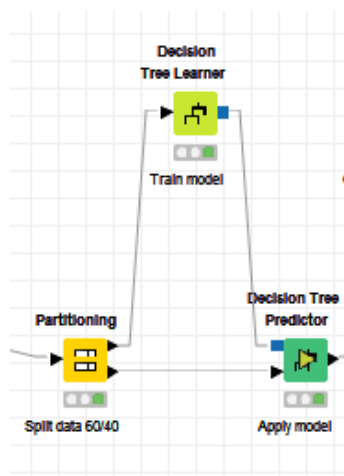 Decision
Tree Learner
Train model
Partitioning
Split data 60/40
Decision Tree
Predictor
Apply model